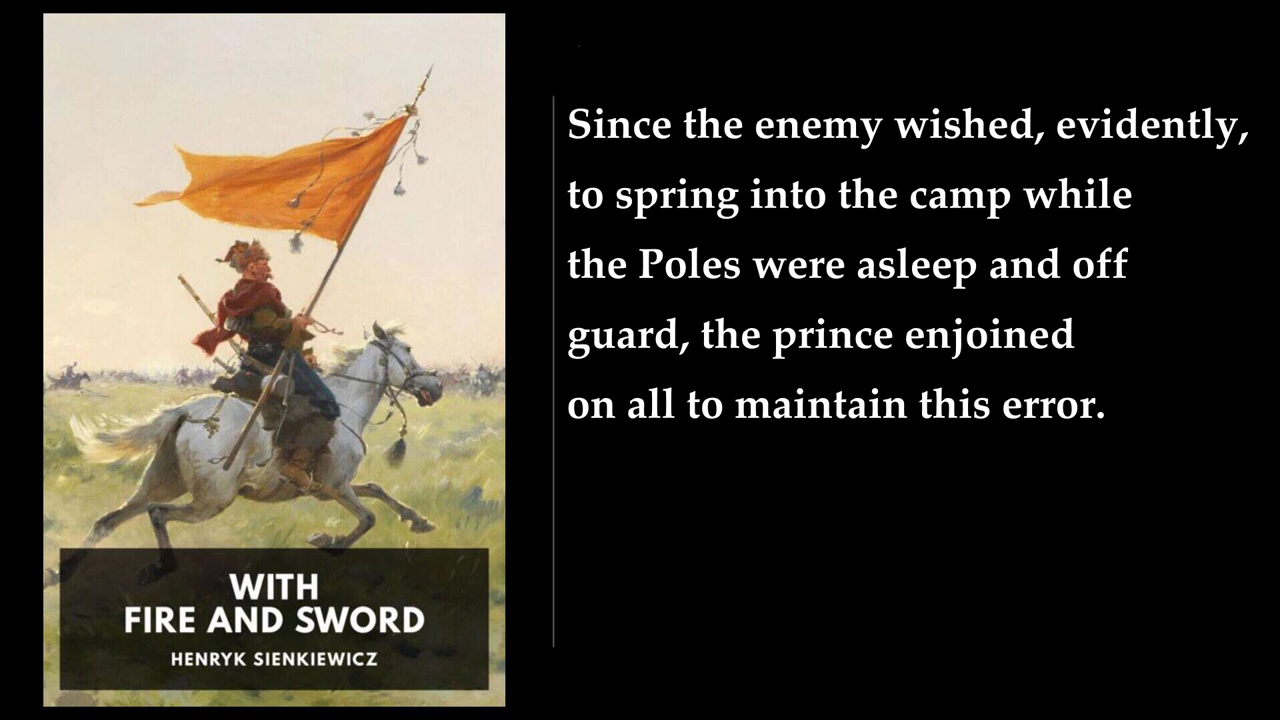 Since the enemy wished, evidently,
to spring into the camp while
the Poles were asleep and off
guard, the prince enjoined
on all to maintain this error.
WITH
FIRE AND SWORD
HENRYK SIENKIEWICZ